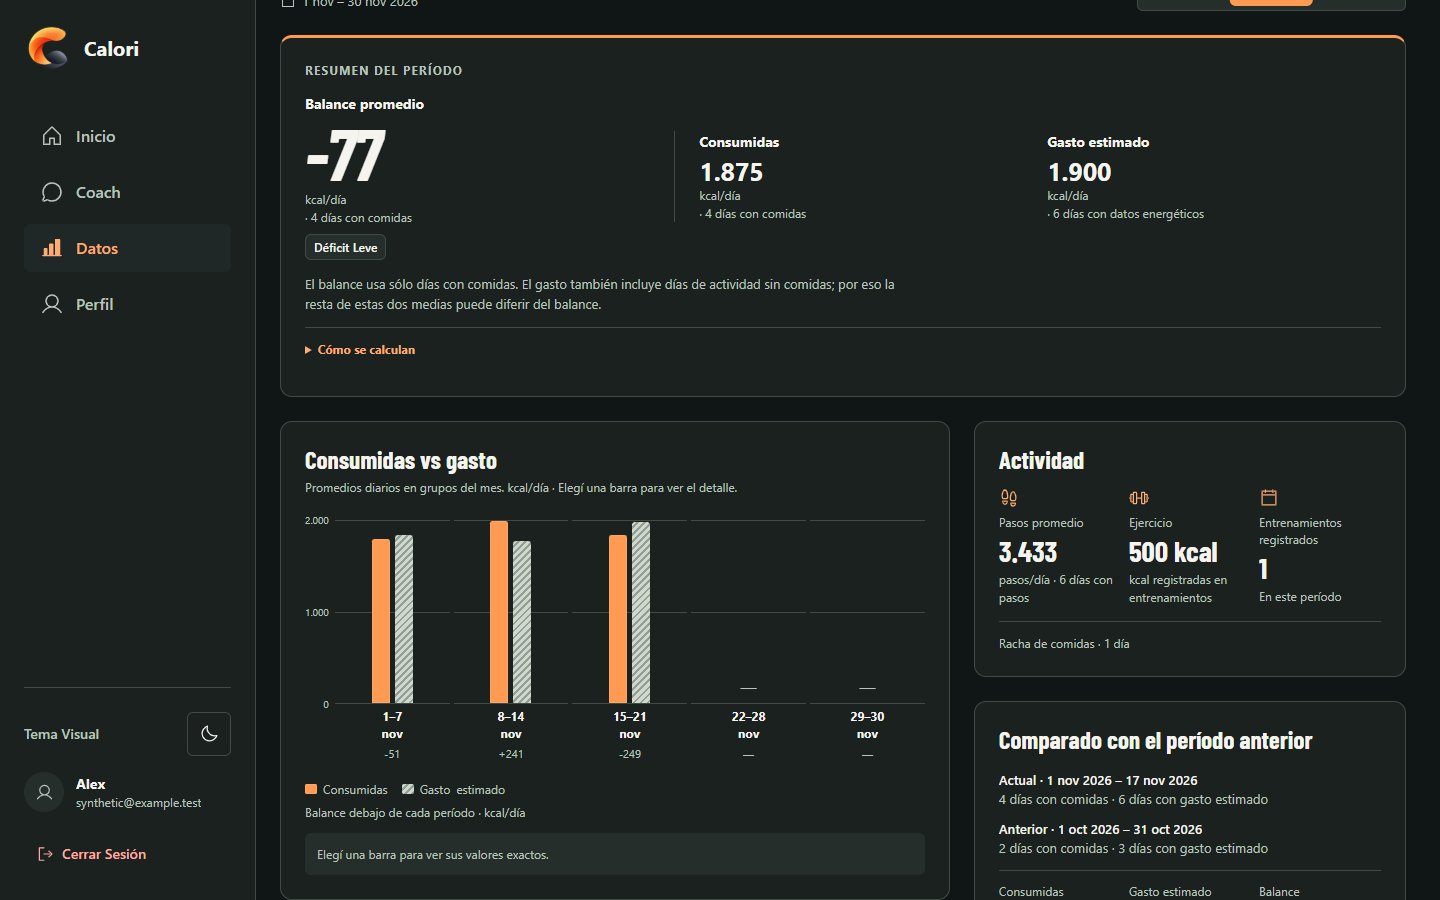 Calori
Inicio
Coach
Datos
Perfil
Tema Visual
Alex
synthetic@example.test
Cerrar Sesión
1 nov – 30 nov 2026
RESUMEN DEL PERÍODO
Balance promedio
-77
kcal/día
· 4 días con comidas
Déficit Leve
Consumidas
1.875
kcal/día
· 4 días con comidas
Gasto estimado
1.900
kcal/día
· 6 días con datos energéticos
El balance usa sólo días con comidas. El gasto también incluye días de actividad sin comidas; por eso la
resta de estas dos medias puede diferir del balance.
Cómo se calculan
Consumidas vs gasto
Promedios diarios en grupos del mes. kcal/día · Elegí una barra para ver el detalle.
2.000
1.000
0
1–7 nov
8–14 nov
15–21 nov
22–28 nov
29–30 nov
-51
+241
-249
—
—
Consumidas
Gasto estimado
Balance debajo de cada período · kcal/día
Elegí una barra para ver sus valores exactos.
Actividad
Pasos promedio
3.433
pasos/día · 6 días con
pasos
Ejercicio
500 kcal
kcal registradas en
entrenamientos
Entrenamientos
registrados
1
En este período
Racha de comidas · 1 día
Comparado con el período anterior
Actual · 1 nov 2026 – 17 nov 2026
4 días con comidas · 6 días con gasto estimado
Anterior · 1 oct 2026 – 31 oct 2026
2 días con comidas · 3 días con gasto estimado
Consumidas
Gasto estimado
Balance